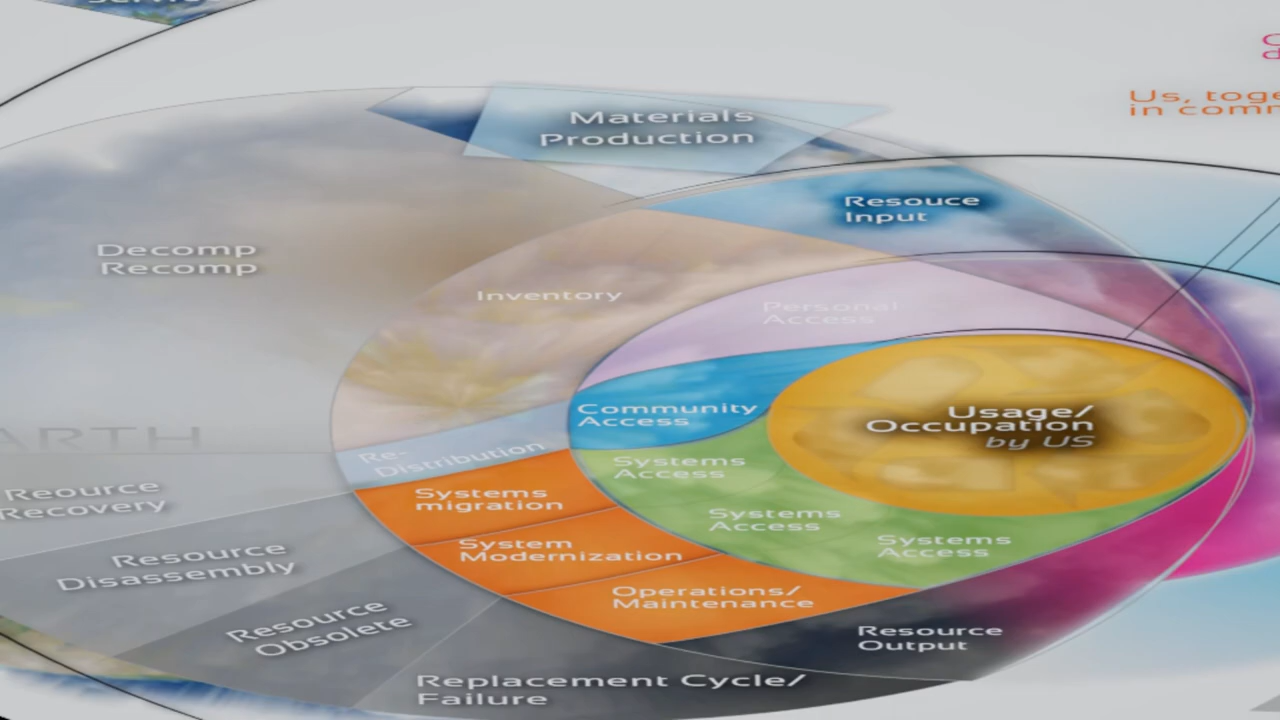 Materials
Production
Us, toge
in comm
Resouce
Input
Decomp
Recomp
Inventory
Personal
Access
Community
Access
Usage/
Occupation
by US
Re-
Distribution
Systems
Access
Systems
migration
Systems
Access
Systems
Access
System
Modernization
Operations/
Maintenance
ARTH
Reource
Recovery
Resource
Disassembly
Resource
Obsolete
Resource
Output
Replacement Cycle/
Failure